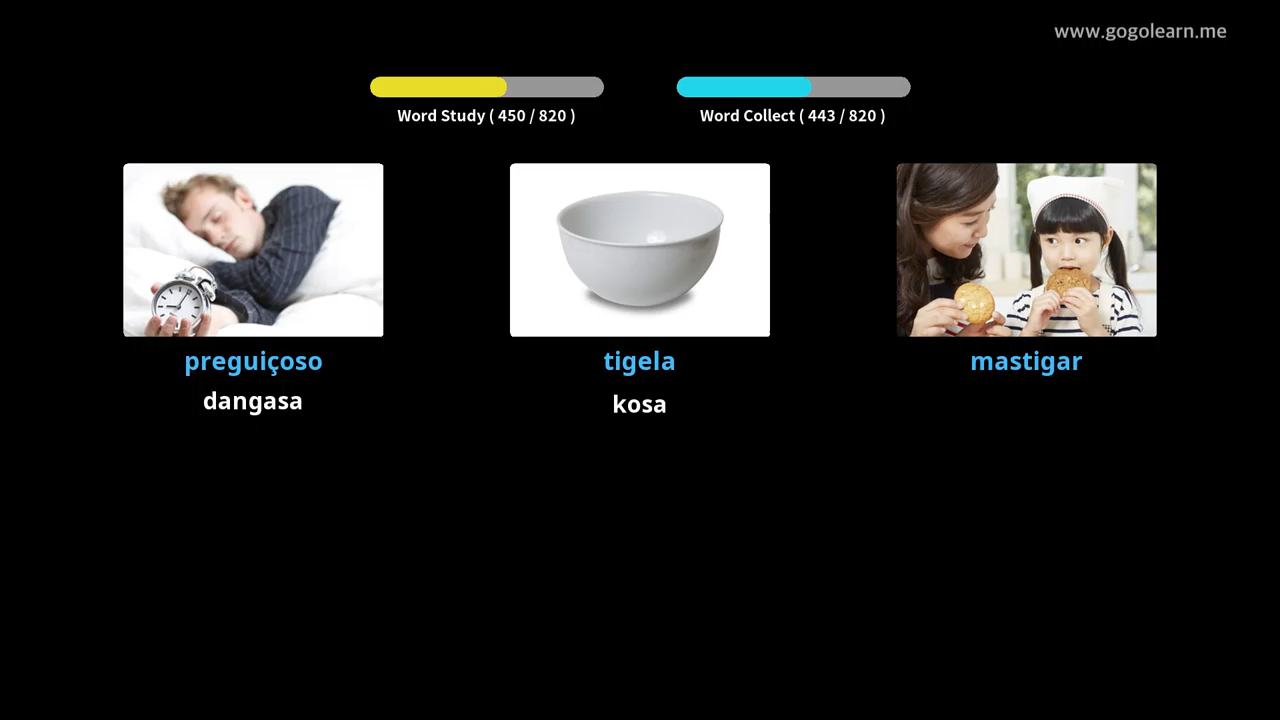 www.gogolearn.me
Word Study ( 450 / 820 )
Word Collect ( 443 / 820 )
preguiçoso
dangasa
tigela
kosa
mastigar